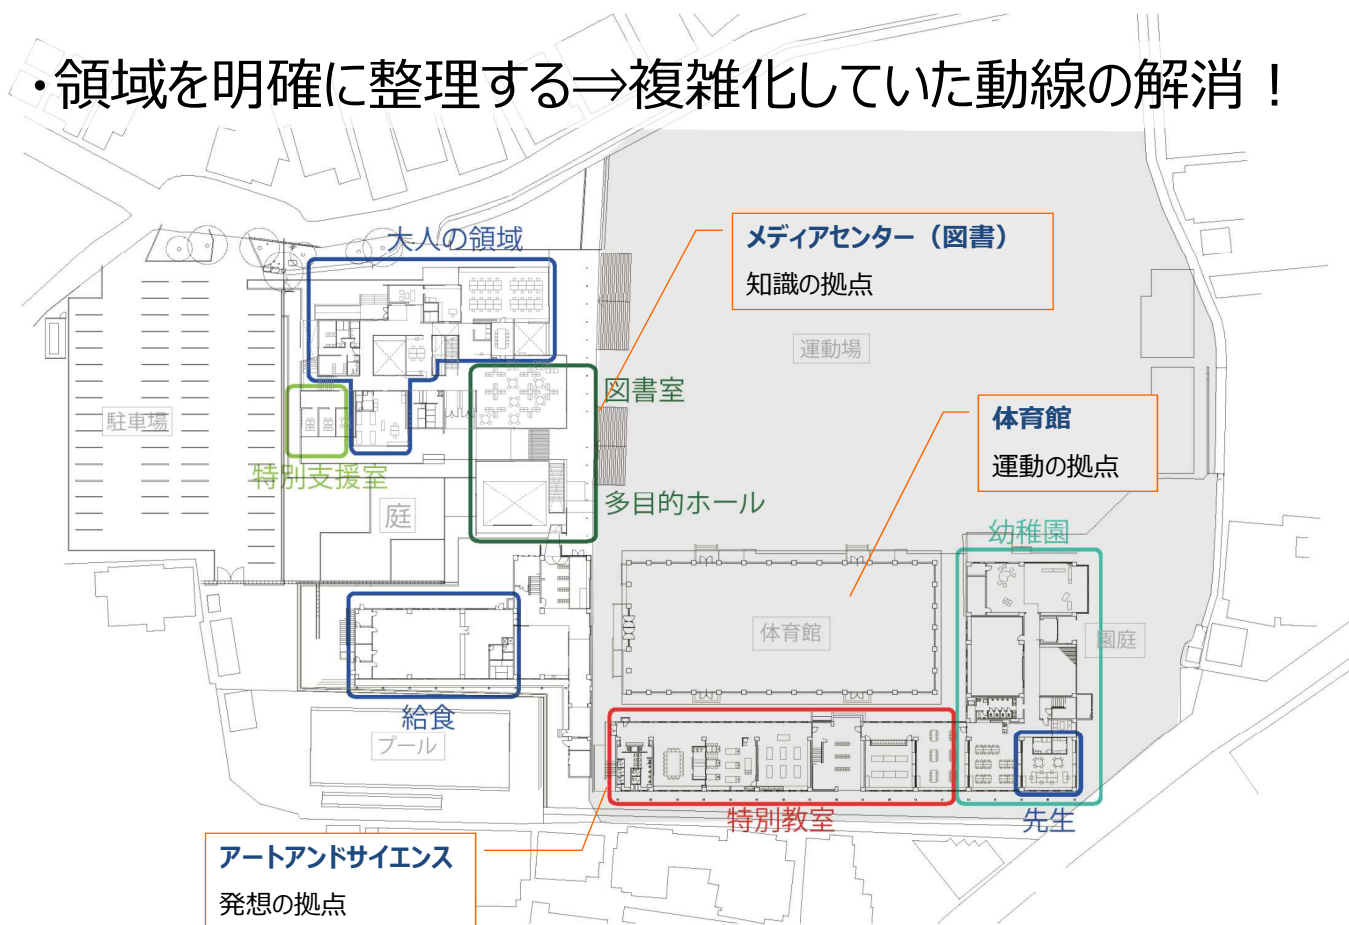 ・領域を明確に整理する⇒複雑化していた動線の解消！
大人の領域
メディアセンター（図書）
知識の拠点
運動場
図書室
駐車場
体育館
運動の拠点
特別支援室
多目的ホール
庭
幼稚園
体育館
園庭
給食
プール
特別教室
先生
アートアンドサイエンス
発想の拠点